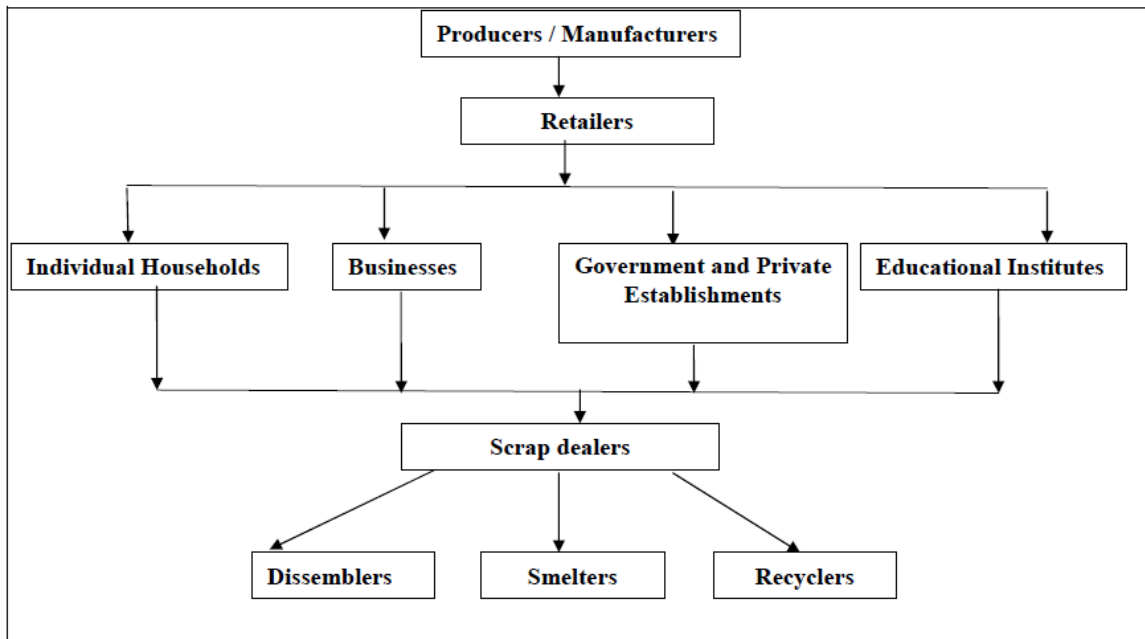 Producers / Manufacturers
Retailers
Individual Households
Businesses
Government and Private
Establishments
Educational Institutes
Scrap dealers
Dissemblers
Smelters
Recyclers